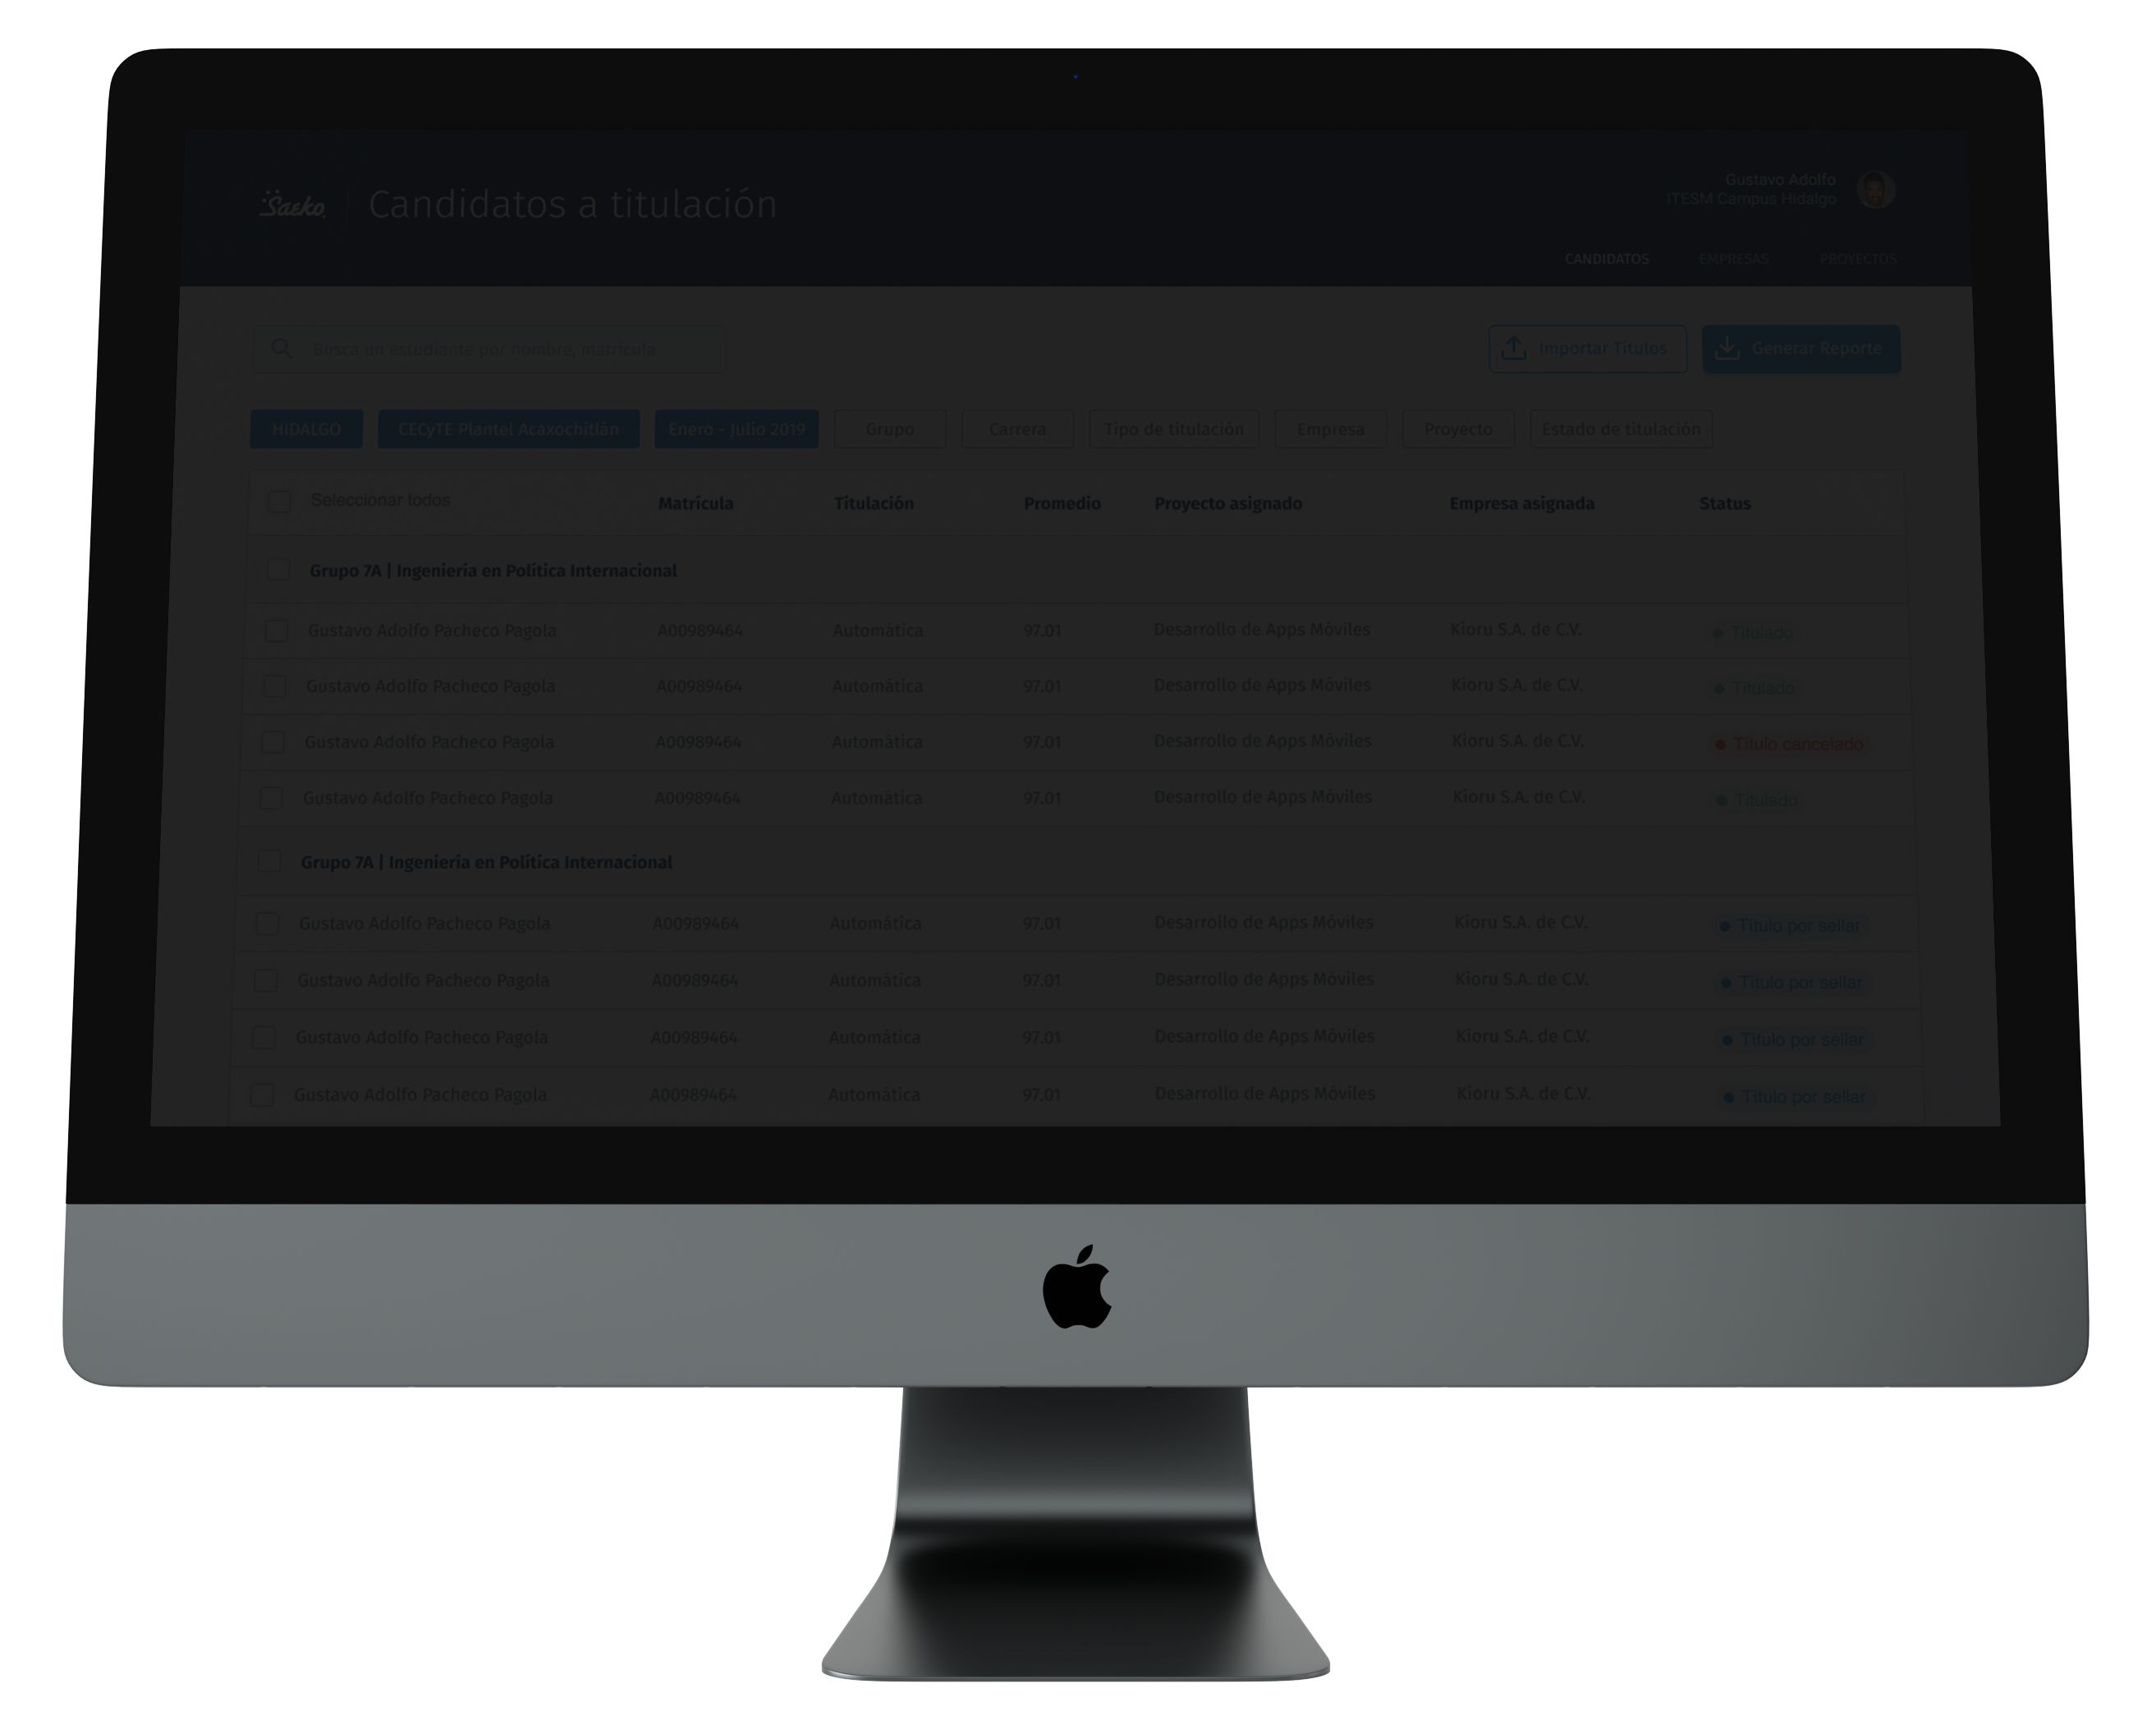 Saeko
Candidatos a titulación
Gustavo Adolfo
ITESM Campus Hidalgo
CANDIDATOS EMPRESAS PROYECTOS
Busca un estudiante por nombre, matrícula
Importar Títulos Generar Reporte
HIDALGO CECyTE Plantel Acaxochitlán Enero - Julio 2019 Grupo Carrera Tipo de titulación Empresa Proyecto Estado de titulación
Seleccionar todos Matrícula Titulación Promedio Proyecto asignado Empresa asignada Status
Grupo 7A | Ingeniería en Política Internacional
Gustavo Adolfo Pacheco Pagola A00989464 Automática 97.01 Desarrollo de Apps Móviles Kioru S.A. de C.V. Titulado
Gustavo Adolfo Pacheco Pagola A00989464 Automática 97.01 Desarrollo de Apps Móviles Kioru S.A. de C.V. Titulado
Gustavo Adolfo Pacheco Pagola A00989464 Automática 97.01 Desarrollo de Apps Móviles Kioru S.A. de C.V. Título cancelado
Gustavo Adolfo Pacheco Pagola A00989464 Automática 97.01 Desarrollo de Apps Móviles Kioru S.A. de C.V. Titulado
Grupo 7A | Ingeniería en Política Internacional
Gustavo Adolfo Pacheco Pagola A00989464 Automática 97.01 Desarrollo de Apps Móviles Kioru S.A. de C.V. Título por sellar
Gustavo Adolfo Pacheco Pagola A00989464 Automática 97.01 Desarrollo de Apps Móviles Kioru S.A. de C.V. Título por sellar
Gustavo Adolfo Pacheco Pagola A00989464 Automática 97.01 Desarrollo de Apps Móviles Kioru S.A. de C.V. Título por sellar
Gustavo Adolfo Pacheco Pagola A00989464 Automática 97.01 Desarrollo de Apps Móviles Kioru S.A. de C.V. Título por sellar